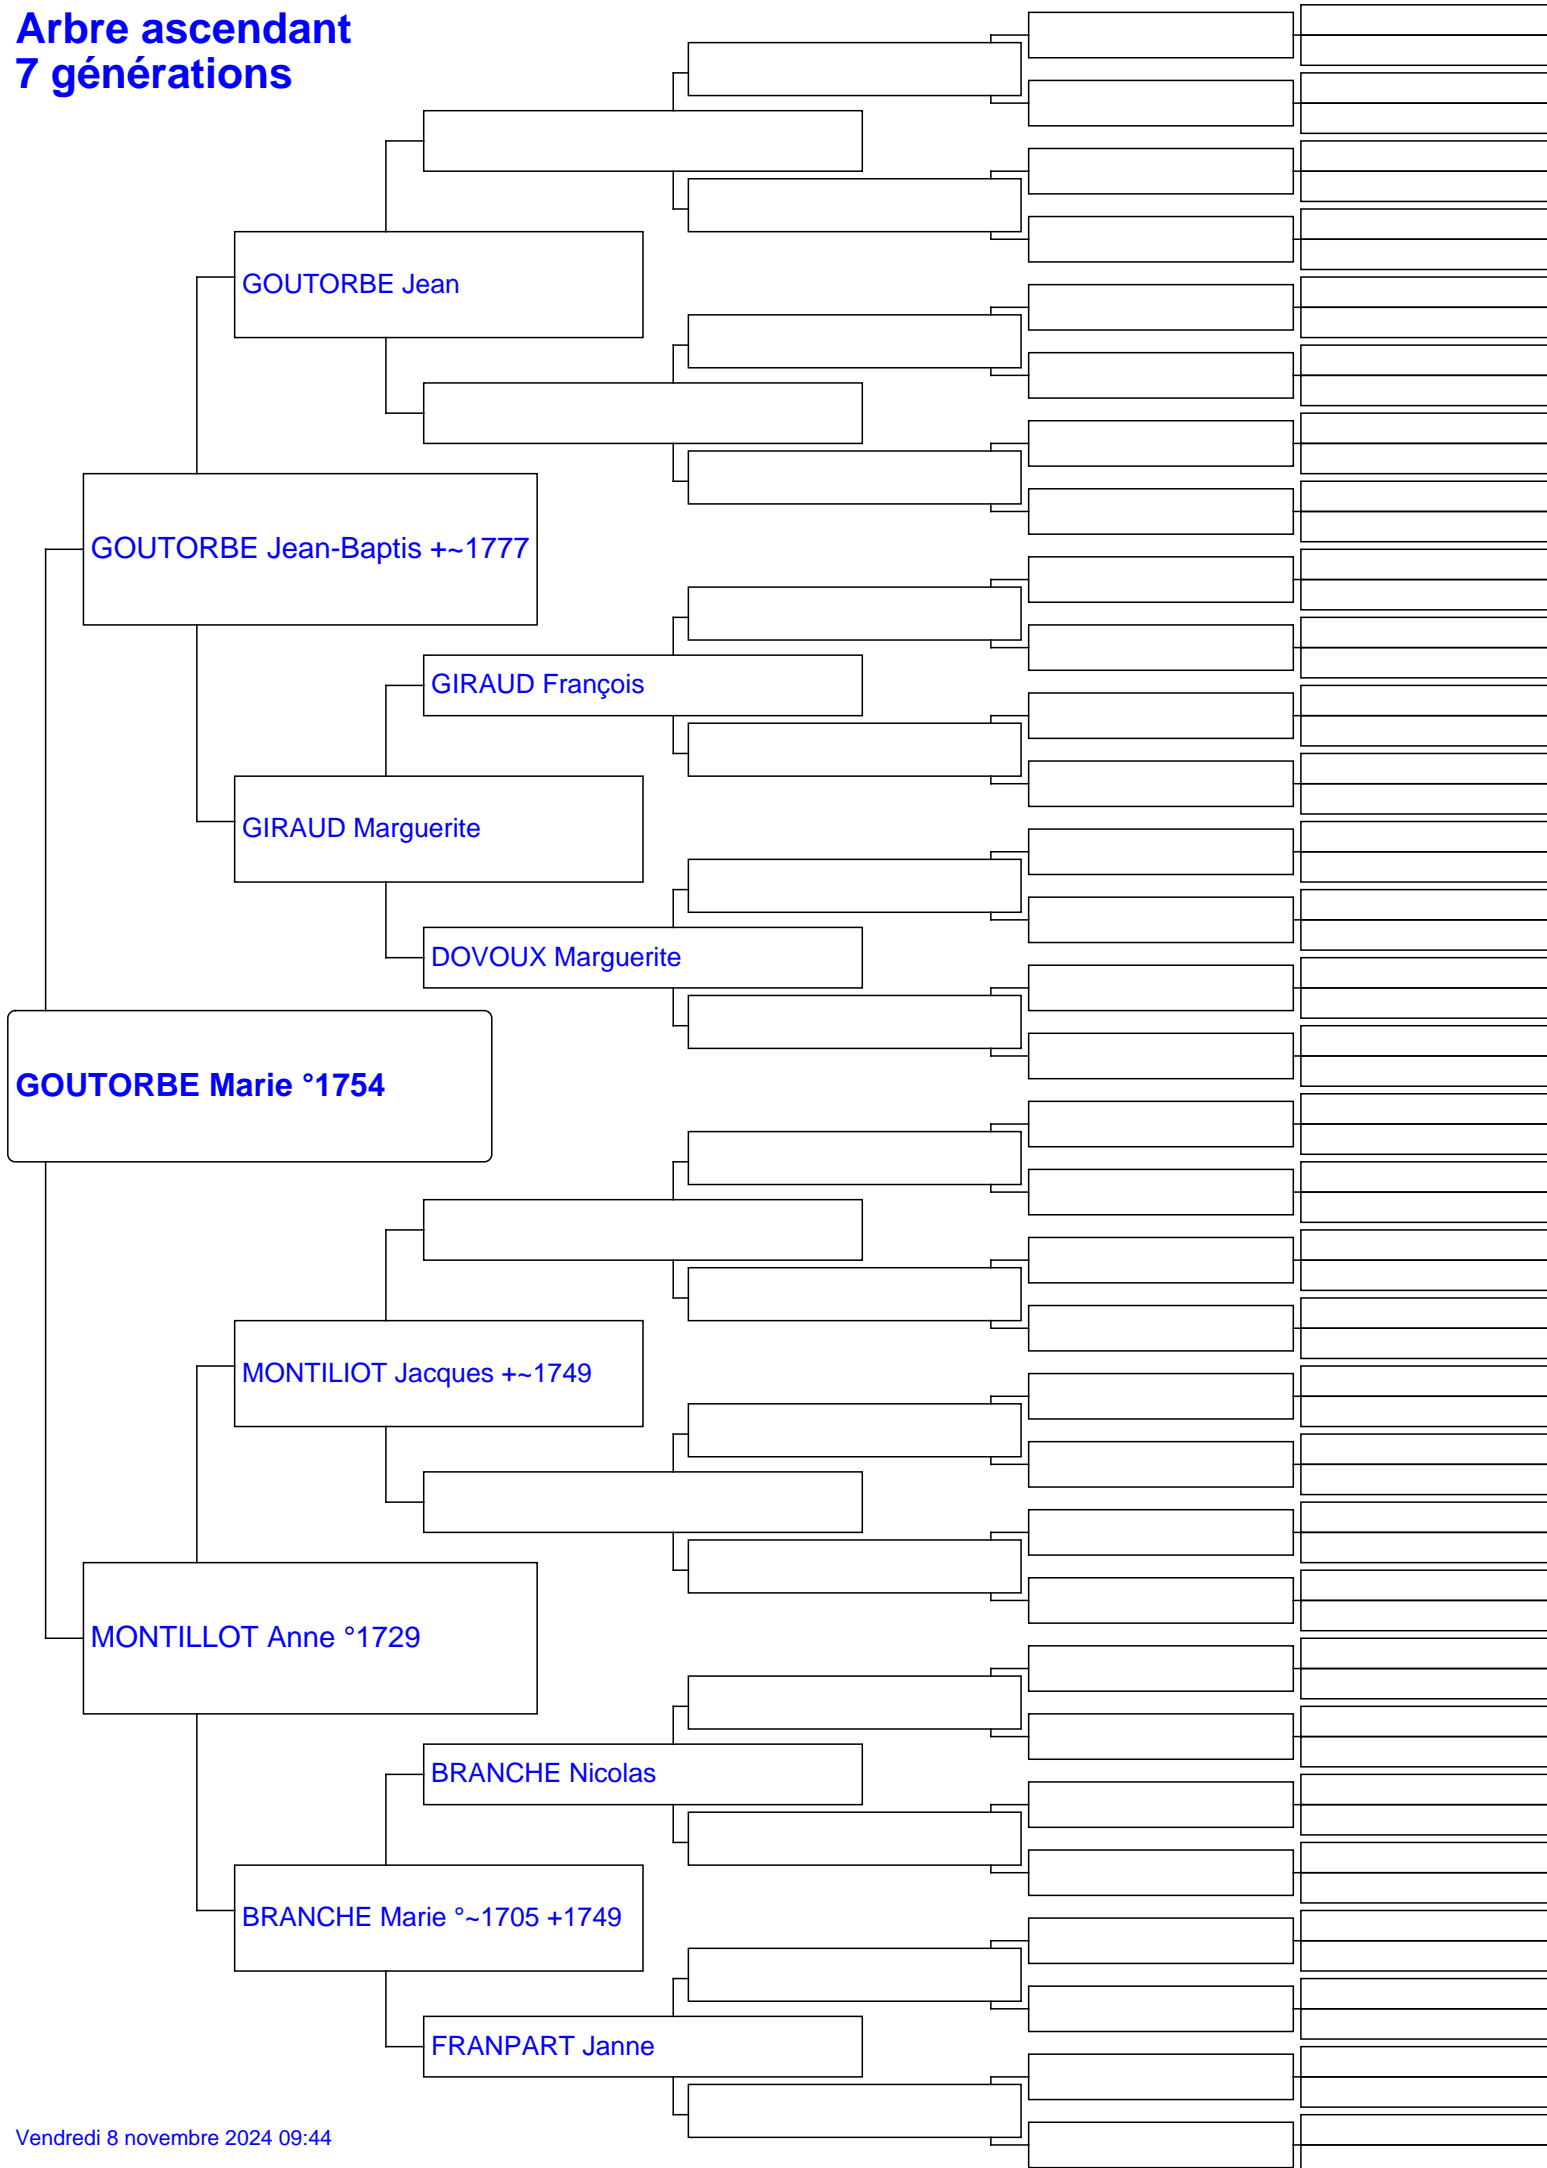 Arbre ascendant
7 générations
GOUTORBE Jean
GOUTORBE Jean-Baptis +~1777
GIRAUD François
GIRAUD Marguerite
DOVOUX Marguerite
GOUTORBE Marie °1754
MONTILIOT Jacques +~1749
MONTILLOT Anne °1729
BRANCHE Nicolas
BRANCHE Marie °~1705 +1749
FRANPART Janne
Vendredi 8 novembre 2024 09:44